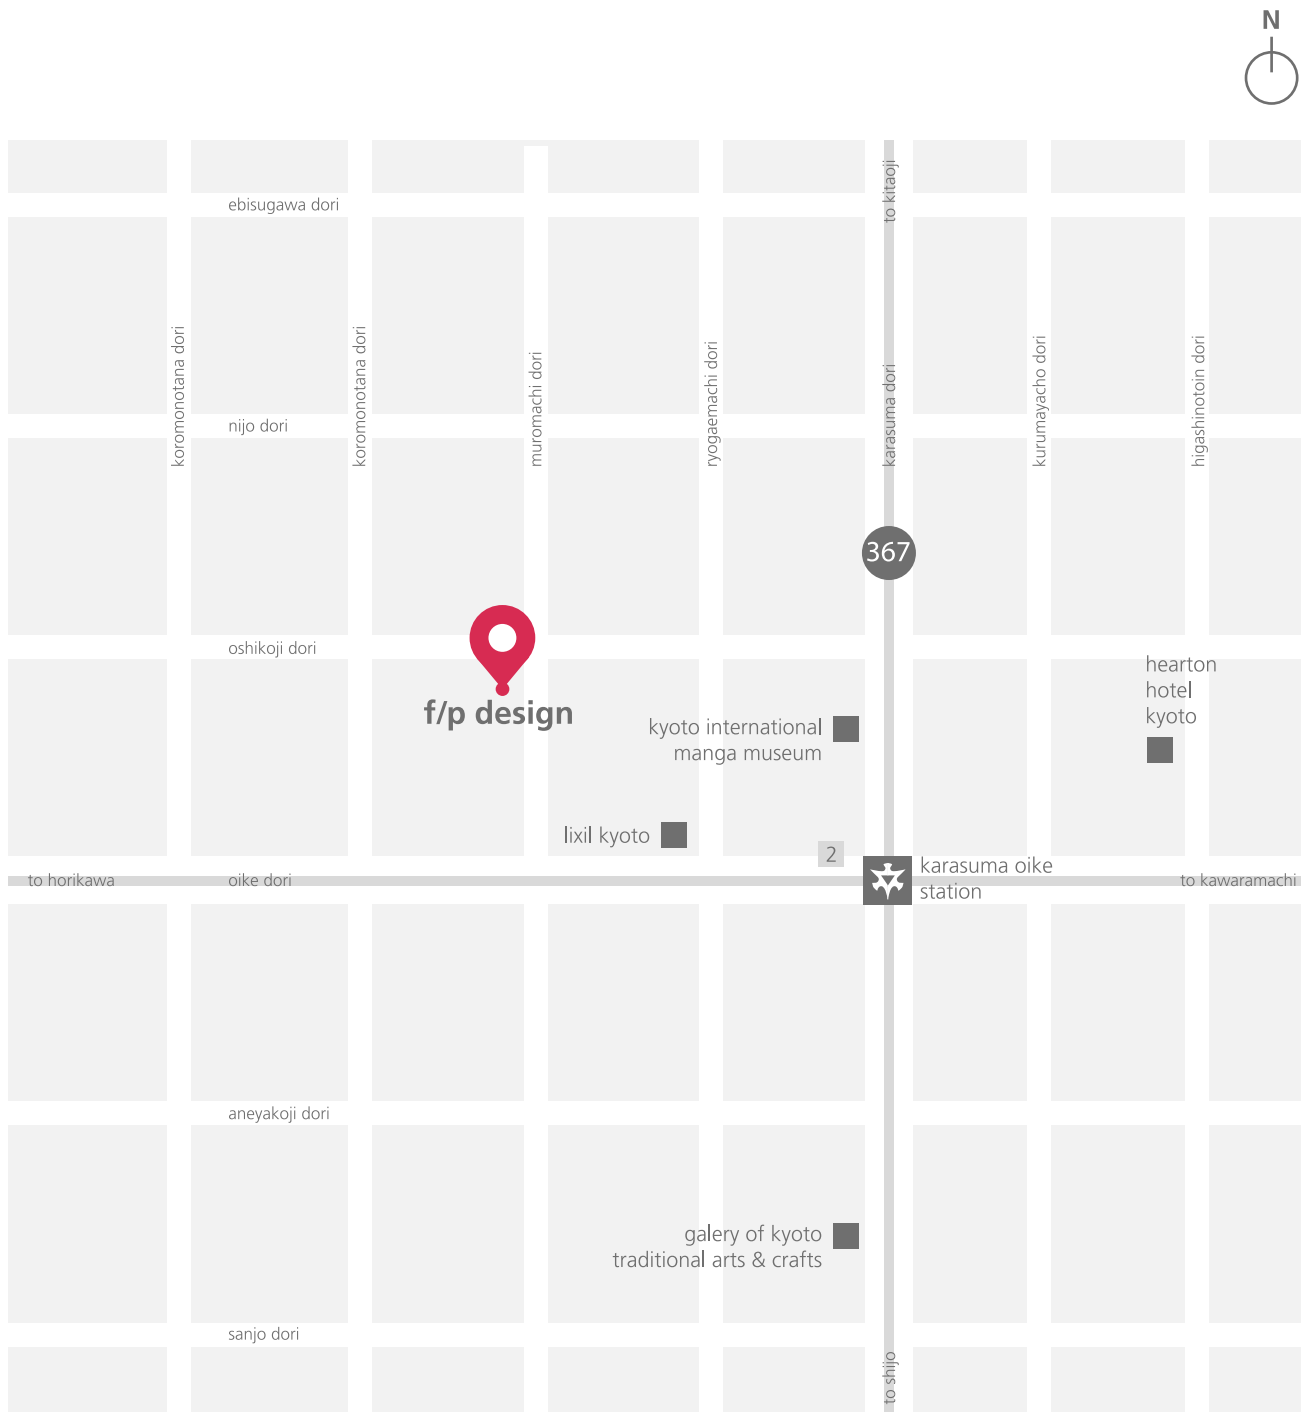 N
to kitaoji
ebisugawa dori
koromonotana dori
koromonotana dori
muromachi dori
ryogaemachi dori
karasuma dori
kurumayacho dori
higashinotoin dori
nijo dori
367
oshikoji dori
f/p design
hearton
hotel
kyoto
kyoto international
manga museum
lixil kyoto
2
karasuma oike
station
to horikawa
oike dori
to kawaramachi
aneyakoji dori
galery of kyoto
traditional arts & crafts
sanjo dori
to shijo